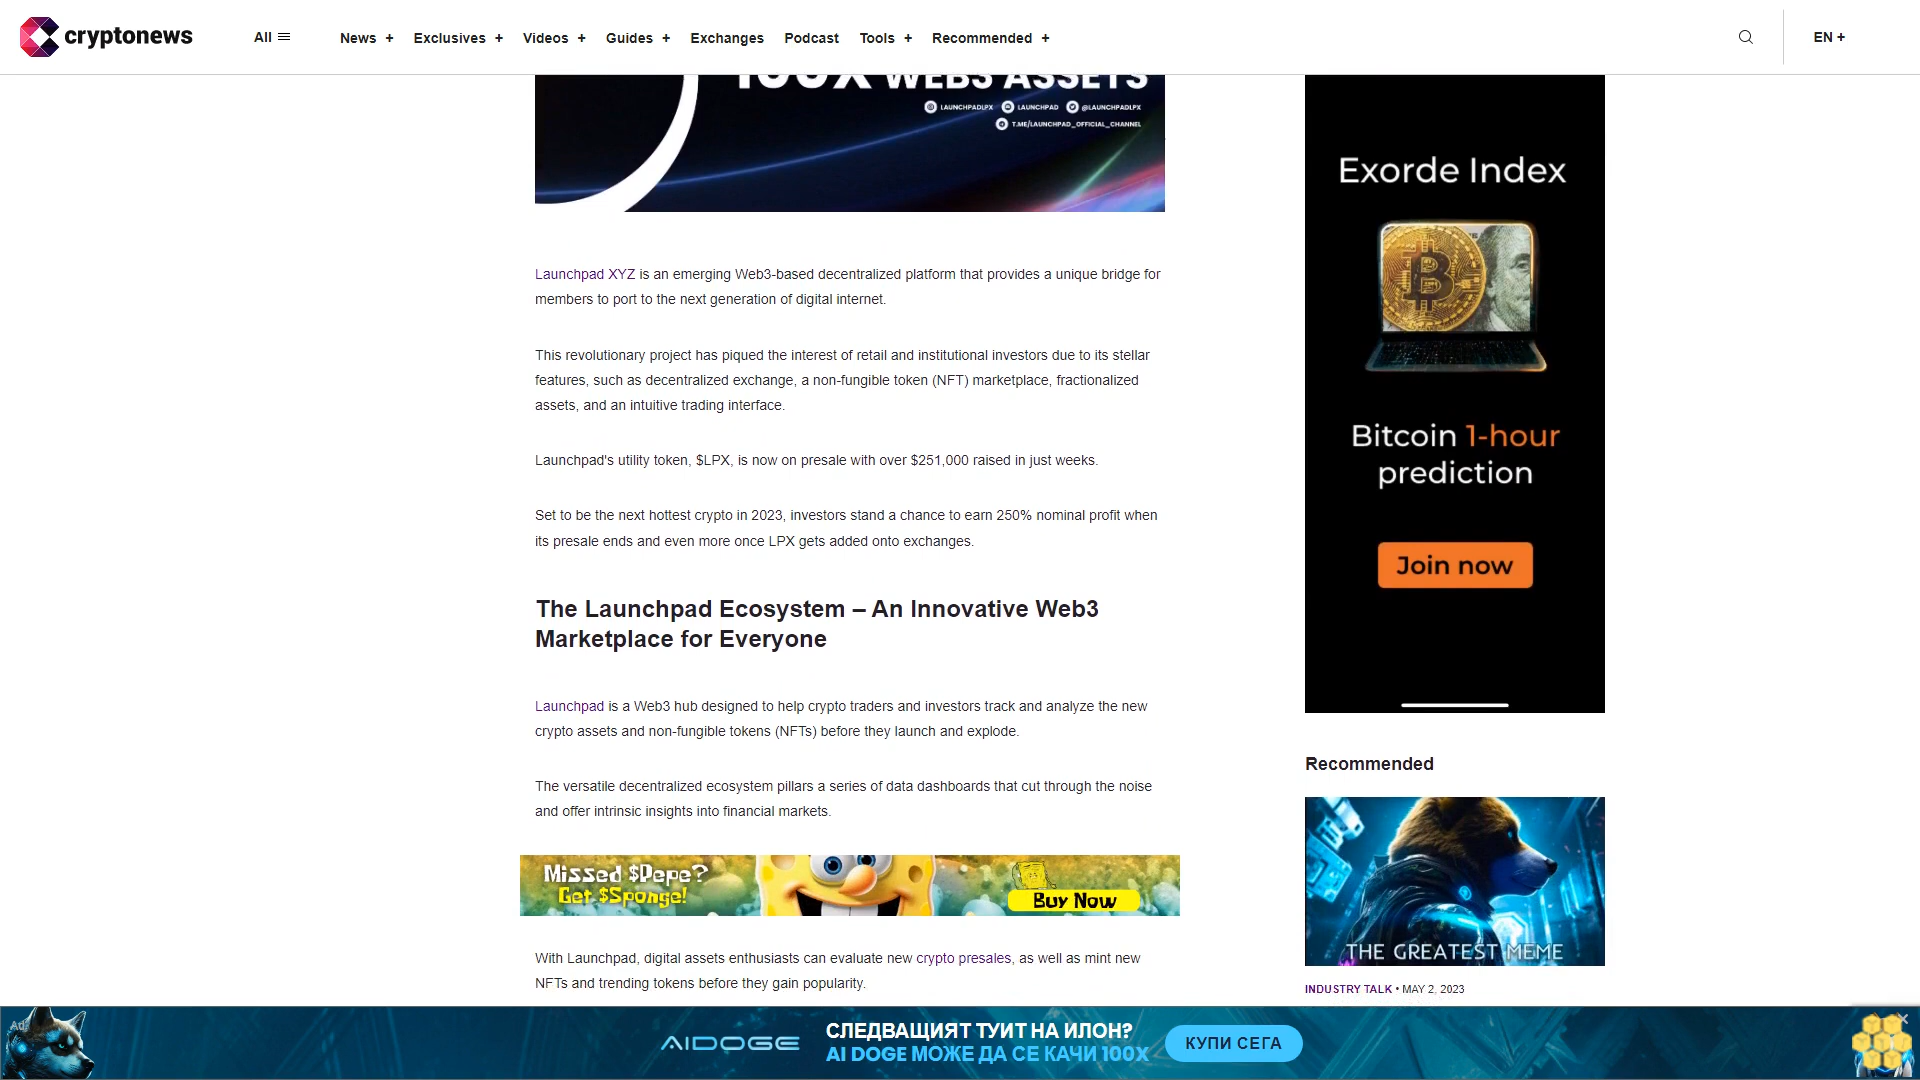 cryptonews
All
News +
Exclusives +
Videos +
Guides +
Exchanges
Podcast
Tools +
Recommended +
EN +
100X WEB3 ASSETS
LAUNCHPADLPX LAUNCHPAD @LAUNCHPADLPX
T.ME/LAUNCHPAD_OFFICIAL_CHANNEL
Launchpad XYZ is an emerging Web3-based decentralized platform that provides a unique bridge for
members to port to the next generation of digital internet.
This revolutionary project has piqued the interest of retail and institutional investors due to its stellar
features, such as decentralized exchange, a non-fungible token (NFT) marketplace, fractionalized
assets, and an intuitive trading interface.
Launchpad's utility token, $LPX, is now on presale with over $251,000 raised in just weeks.
Set to be the next hottest crypto in 2023, investors stand a chance to earn 250% nominal profit when
its presale ends and even more once LPX gets added onto exchanges.
The Launchpad Ecosystem – An Innovative Web3
Marketplace for Everyone
Launchpad is a Web3 hub designed to help crypto traders and investors track and analyze the new
crypto assets and non-fungible tokens (NFTs) before they launch and explode.
The versatile decentralized ecosystem pillars a series of data dashboards that cut through the noise
and offer intrinsic insights into financial markets.
Missed $Pepe?
Get $Sponge!
Buy Now
With Launchpad, digital assets enthusiasts can evaluate new crypto presales, as well as mint new
NFTs and trending tokens before they gain popularity.
Exorde Index
Bitcoin 1-hour
prediction
Join now
Recommended
THE GREATEST MEME
INDUSTRY TALK • MAY 2, 2023
Ad
AIDOGE
СЛЕДВАЩИЯТ ТУИТ НА ИЛОН?
AI DOGE МОЖЕ ДА СЕ КАЧИ 100X
КУПИ СЕГА